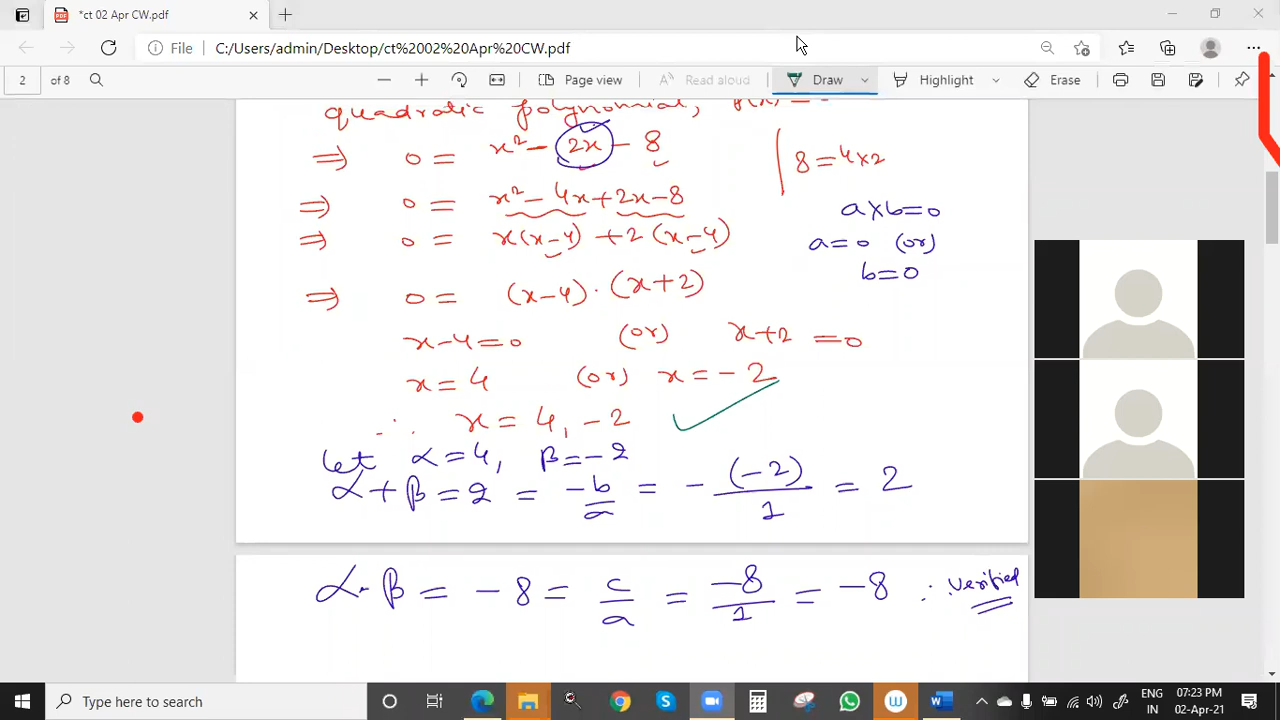 *ct 02 Apr CW.pdf
File C:/Users/admin/Desktop/ct%2002%20Apr%20CW.pdf
2 of 8 Page view Read aloud Draw Highlight Erase
quadratic polynomial,
⇒ 0 = x² - 2x - 8
8 = 4x2
⇒ 0 = x² - 4x + 2x - 8
a x b = 0
⇒ 0 = x(x-4) + 2(x-4)
a = 0 (or)
b = 0
⇒ 0 = (x-4) · (x+2)
x-4 = 0 (or) x+2 = 0
x = 4 (or) x = -2
∴ x = 4, -2
let α = 4, β = -2
α + β = 2 = -b/a = -(-2)/1 = 2
α · β = -8 = c/a = -8/1 = -8 ∴ Verified
Type here to search
W
ENG
IN
07:23 PM
02-Apr-21